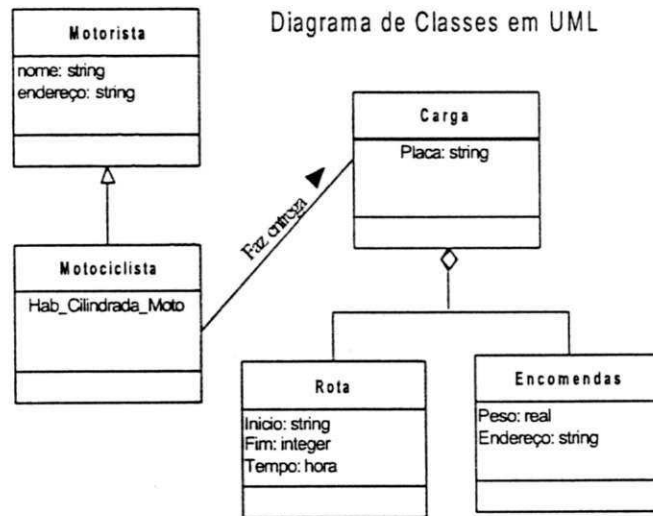 Diagrama de Classes em UML
Motorista
nome: string
endereço: string
Carga
Placa: string
Faz entrega
Motociclista
Hab_Cilindrada_Moto
Rota
Inicio: string
Fim: integer
Tempo: hora
Encomendas
Peso: real
Endereço: string